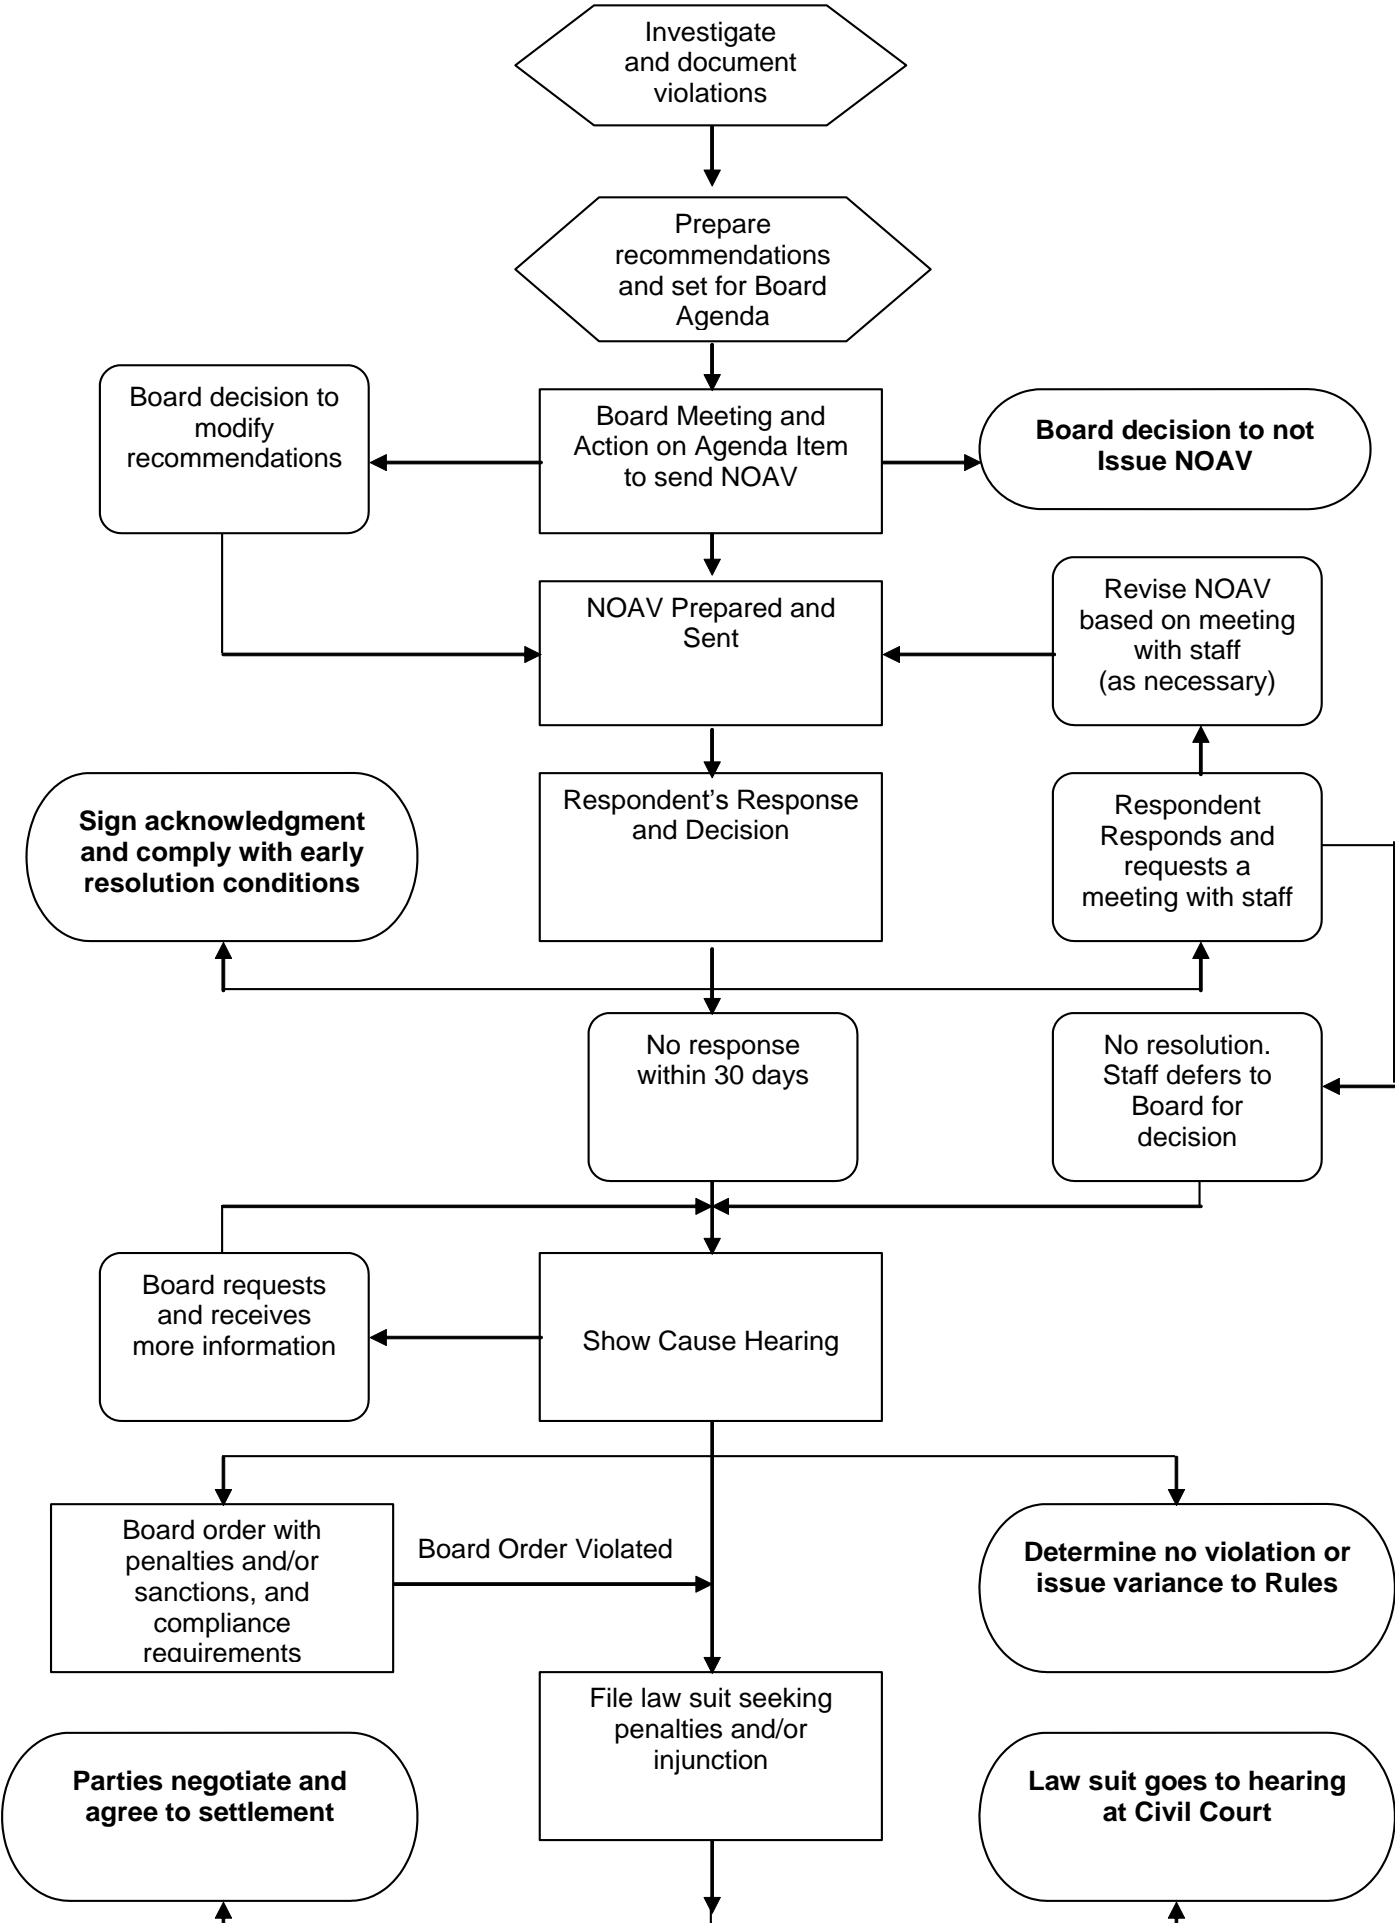 Investigate
and document
violations
Prepare
recommendations
and set for Board
Agenda
Board decision to
modify
recommendations
Board Meeting and
Action on Agenda Item
to send NOAV
Board decision to not
Issue NOAV
NOAV Prepared and
Sent
Revise NOAV
based on meeting
with staff
(as necessary)
Sign acknowledgment
and comply with early
resolution conditions
Respondent’s Response
and Decision
Respondent
Responds and
requests a
meeting with staff
No response
within 30 days
No resolution.
Staff defers to
Board for
decision
Board requests
and receives
more information
Show Cause Hearing
Board order with
penalties and/or
sanctions, and
compliance
requirements
Board Order Violated
Determine no violation or
issue variance to Rules
File law suit seeking
penalties and/or
injunction
Parties negotiate and
agree to settlement
Law suit goes to hearing
at Civil Court